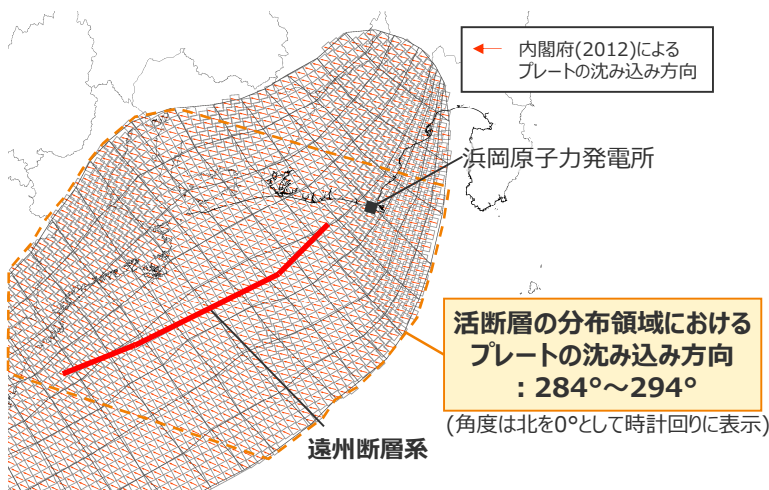 内閣府(2012)による
プレートの沈み込み方向
浜岡原子力発電所
活断層の分布領域における
プレートの沈み込み方向
：284°～294°
(角度は北を0°として時計回りに表示)
遠州断層系